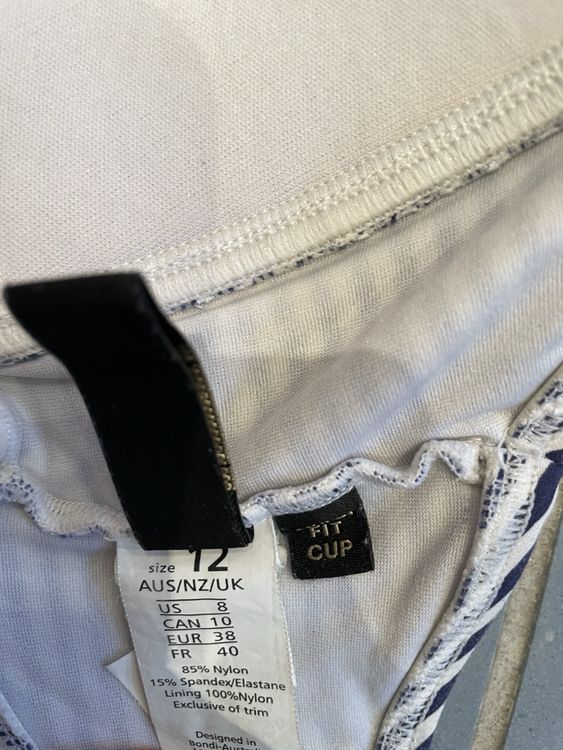 size 12
AUS/NZ/UK
US 8
CAN 10
EUR 38
FR 40
85% Nylon
15% Spandex/Elastane
Lining 100%Nylon
Exclusive of trim
Designed in
FIT
CUP